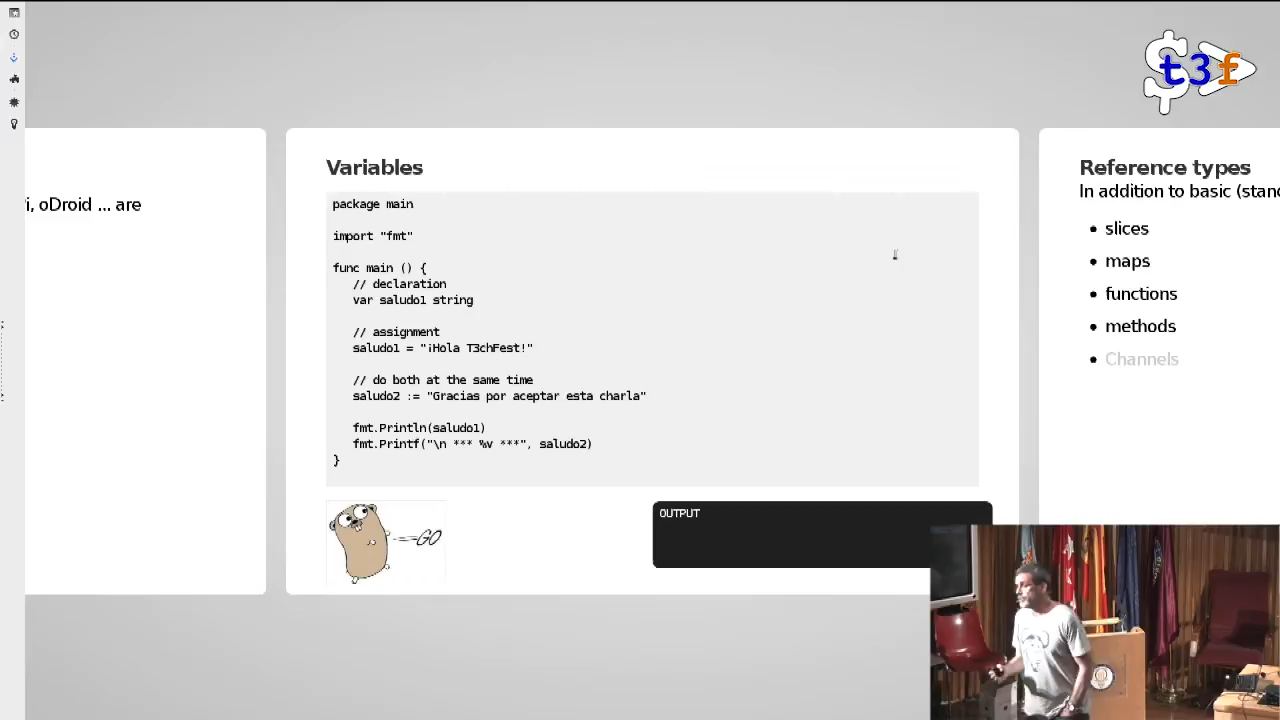 t3f
i, oDroid ... are
Variables
package main
import "fmt"
func main () {
// declaration
var saludo1 string
// assignment
saludo1 = "¡Hola T3chFest!"
// do both at the same time
saludo2 := "Gracias por aceptar esta charla"
fmt.Println(saludo1)
fmt.Printf("\n *** %v ***", saludo2)
}
GO
OUTPUT
Reference types
In addition to basic (stand
• slices
• maps
• functions
• methods
• Channels